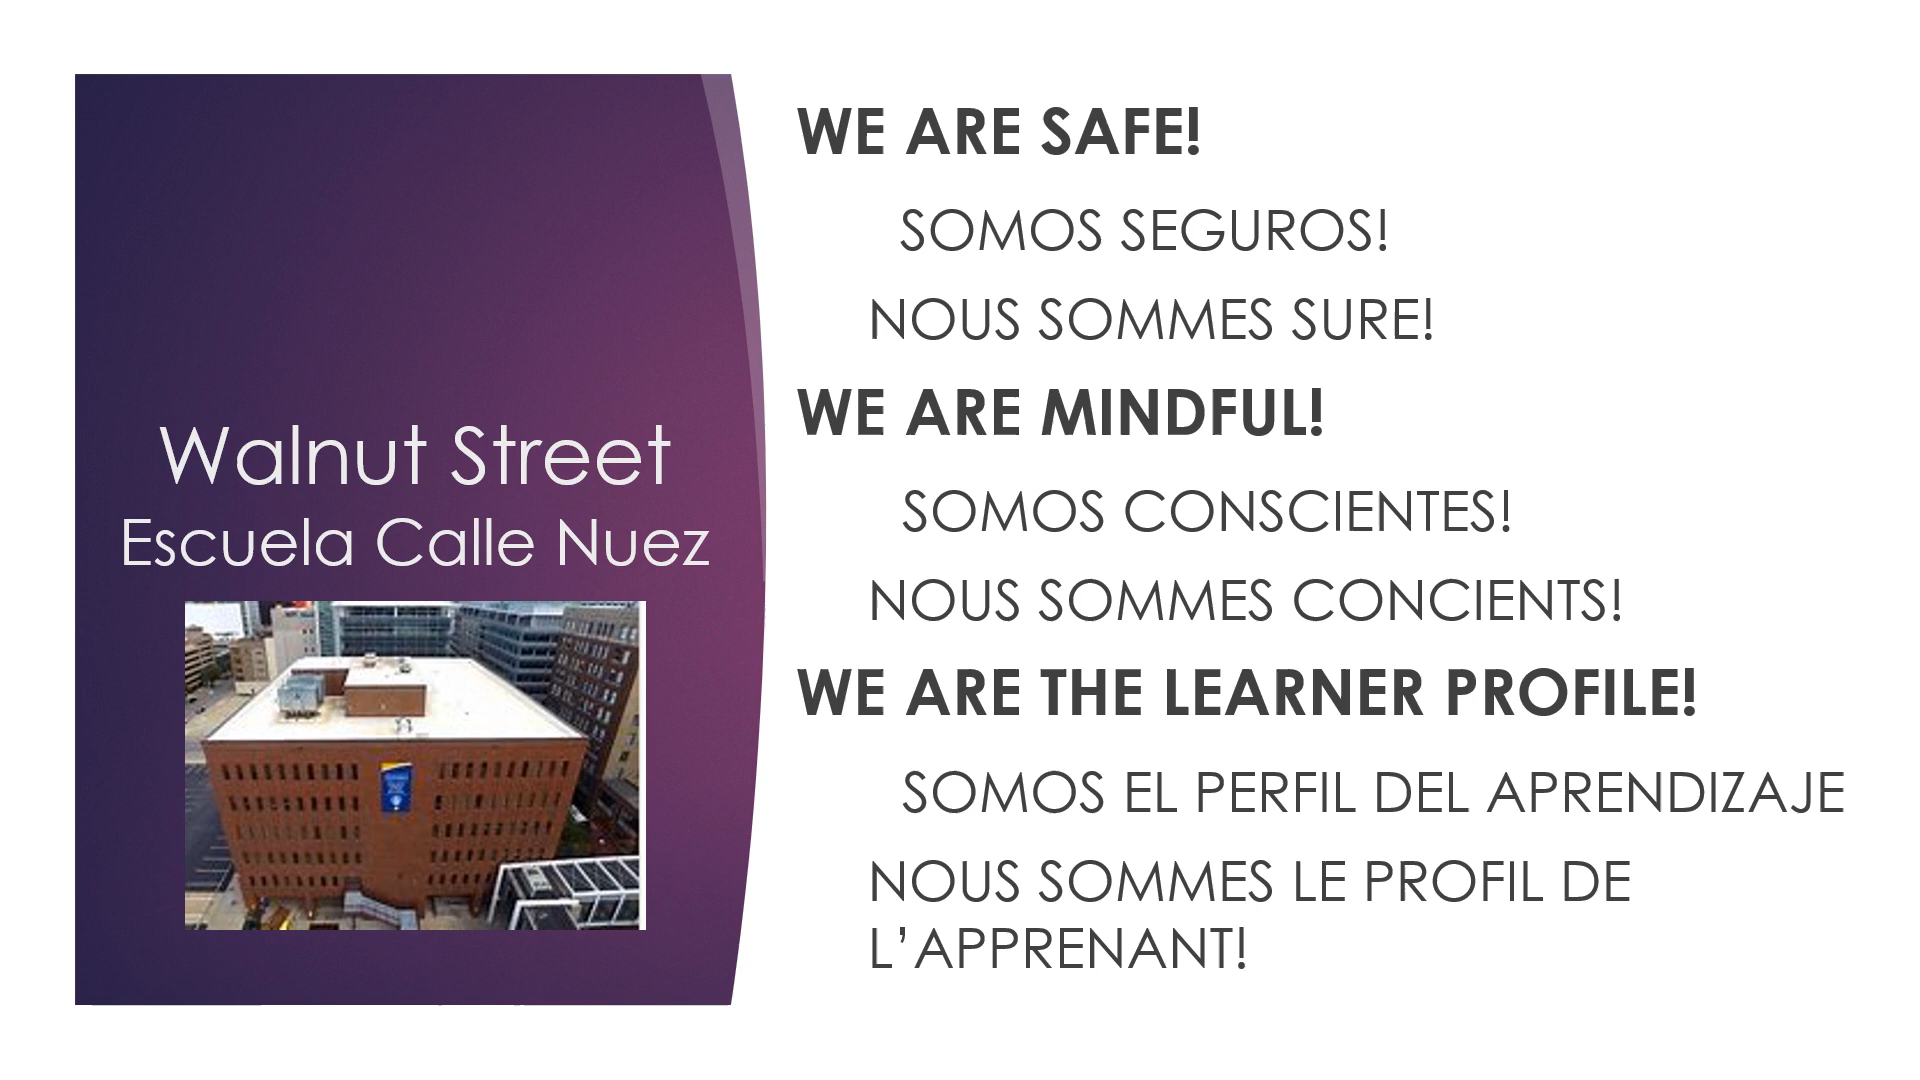 Walnut Street
Escuela Calle Nuez
WE ARE SAFE!
SOMOS SEGUROS!
NOUS SOMMES SURE!
WE ARE MINDFUL!
SOMOS CONSCIENTES!
NOUS SOMMES CONCIENTS!
WE ARE THE LEARNER PROFILE!
SOMOS EL PERFIL DEL APRENDIZAJE
NOUS SOMMES LE PROFIL DE
L’APPRENANT!